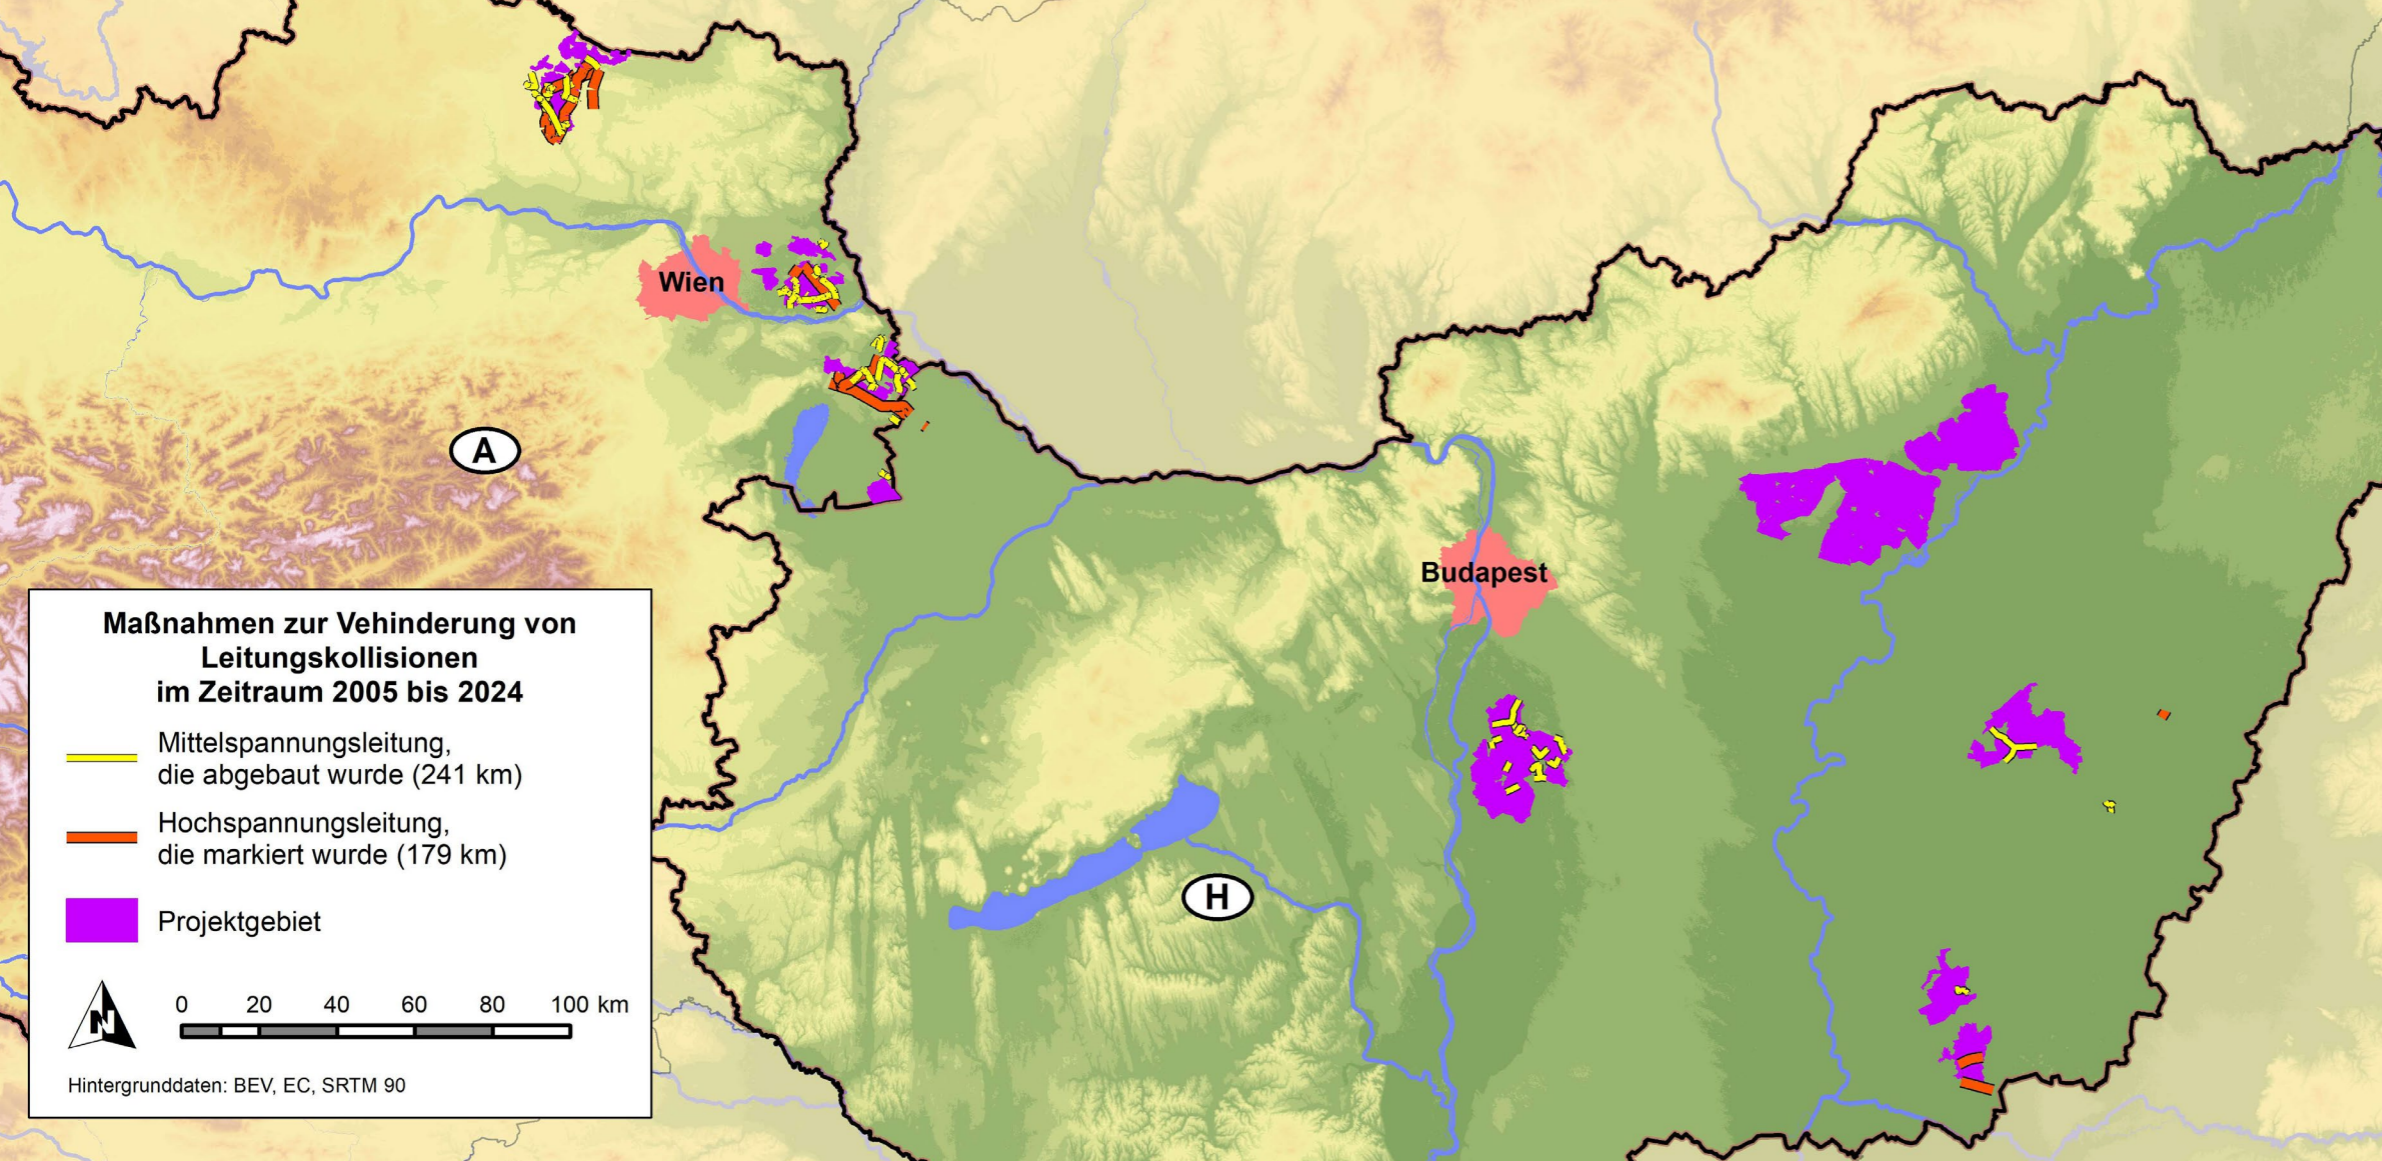 Wien
A
Budapest
H
Maßnahmen zur Vehinderung von
Leitungskollisionen
im Zeitraum 2005 bis 2024
Mittelspannungsleitung,
die abgebaut wurde (241 km)
Hochspannungsleitung,
die markiert wurde (179 km)
Projektgebiet
N
0 20 40 60 80 100 km
Hintergrunddaten: BEV, EC, SRTM 90